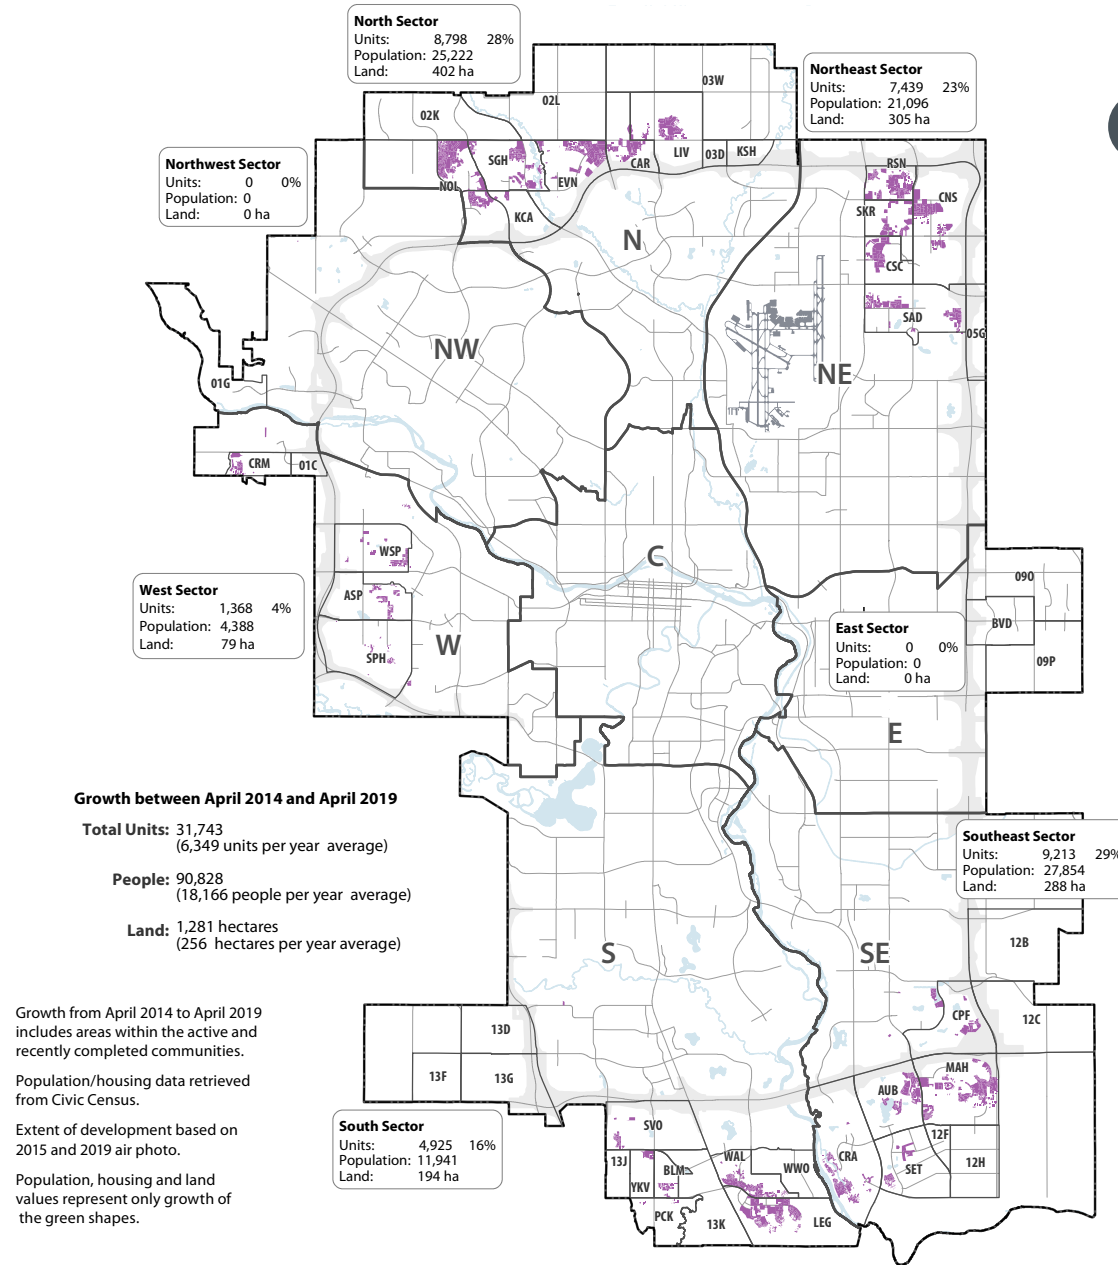 North Sector
Units: 8,798 28%
Population: 25,222
Land: 402 ha
Northeast Sector
Units: 7,439 23%
Population: 21,096
Land: 305 ha
Northwest Sector
Units: 0 0%
Population: 0
Land: 0 ha
03W
02L
02K
SGH
NOL
EVN
CAR
LIV
03D
KSH
KCA
N
RSN
CNS
SKR
CSC
SAD
05G
NW
NE
01G
CRM
01C
WSP
ASP
SPH
W
C
West Sector
Units: 1,368 4%
Population: 4,388
Land: 79 ha
09O
BVD
09P
East Sector
Units: 0 0%
Population: 0
Land: 0 ha
E
Growth between April 2014 and April 2019
Total Units: 31,743
(6,349 units per year average)
People: 90,828
(18,166 people per year average)
Land: 1,281 hectares
(256 hectares per year average)
Southeast Sector
Units: 9,213 29%
Population: 27,854
Land: 288 ha
S
SE
12B
12C
CPF
MAH
AUB
12F
12H
SET
CRA
13D
13F
13G
Growth from April 2014 to April 2019
includes areas within the active and
recently completed communities.
Population/housing data retrieved
from Civic Census.
Extent of development based on
2015 and 2019 air photo.
Population, housing and land
values represent only growth of
the green shapes.
South Sector
Units: 4,925 16%
Population: 11,941
Land: 194 ha
SVO
13J
YKV
BLM
WAL
WWO
PCK
13K
LEG